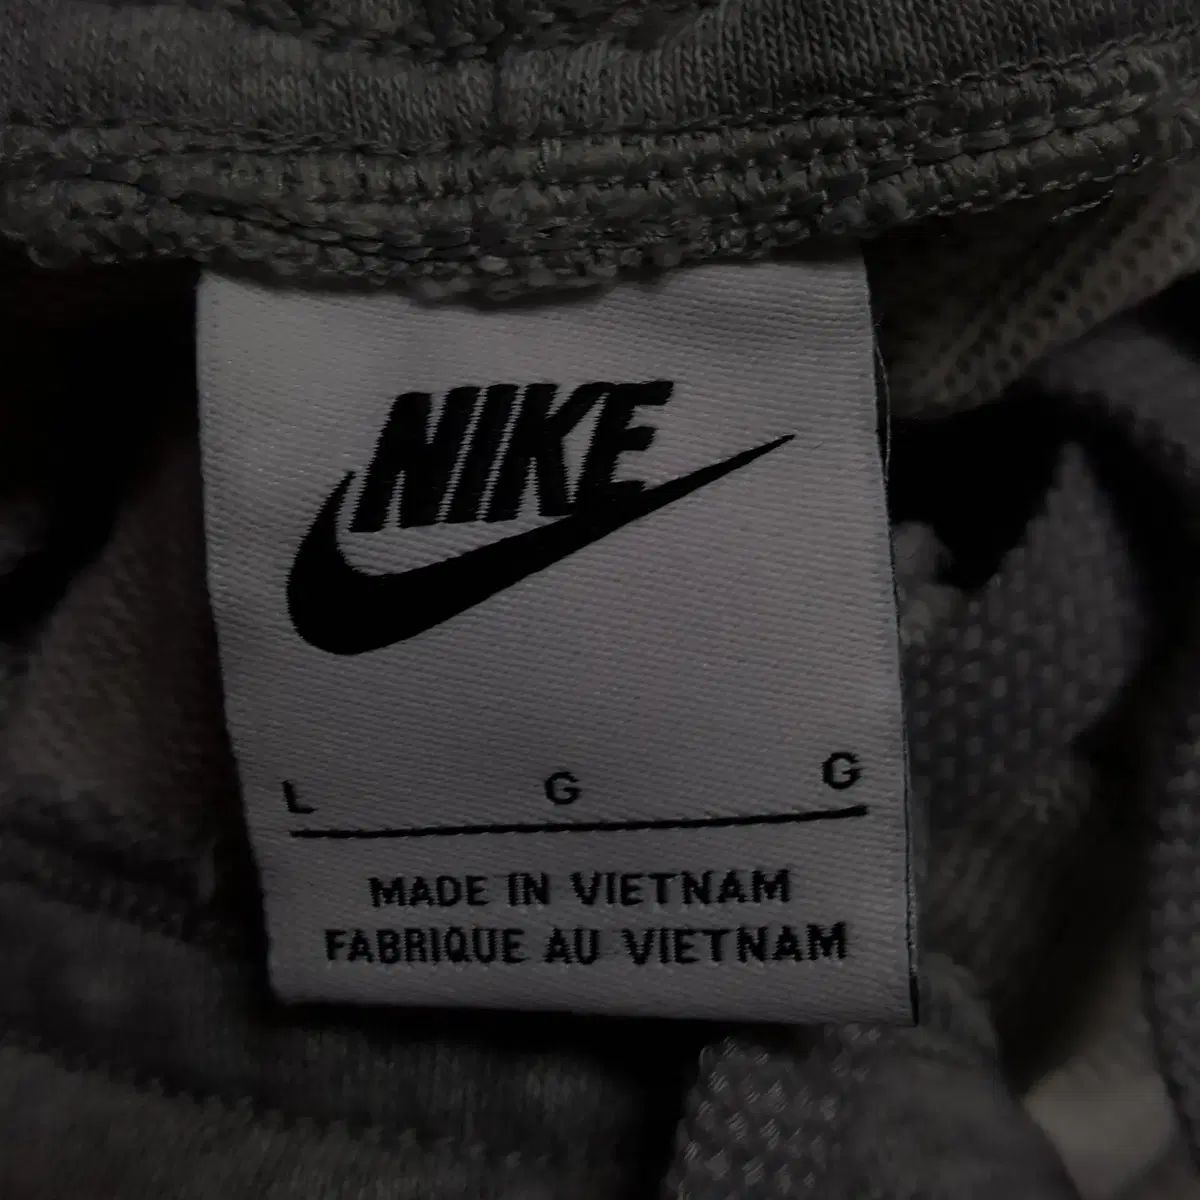 NIKE
L G G
MADE IN VIETNAM
FABRIQUE AU VIETNAM